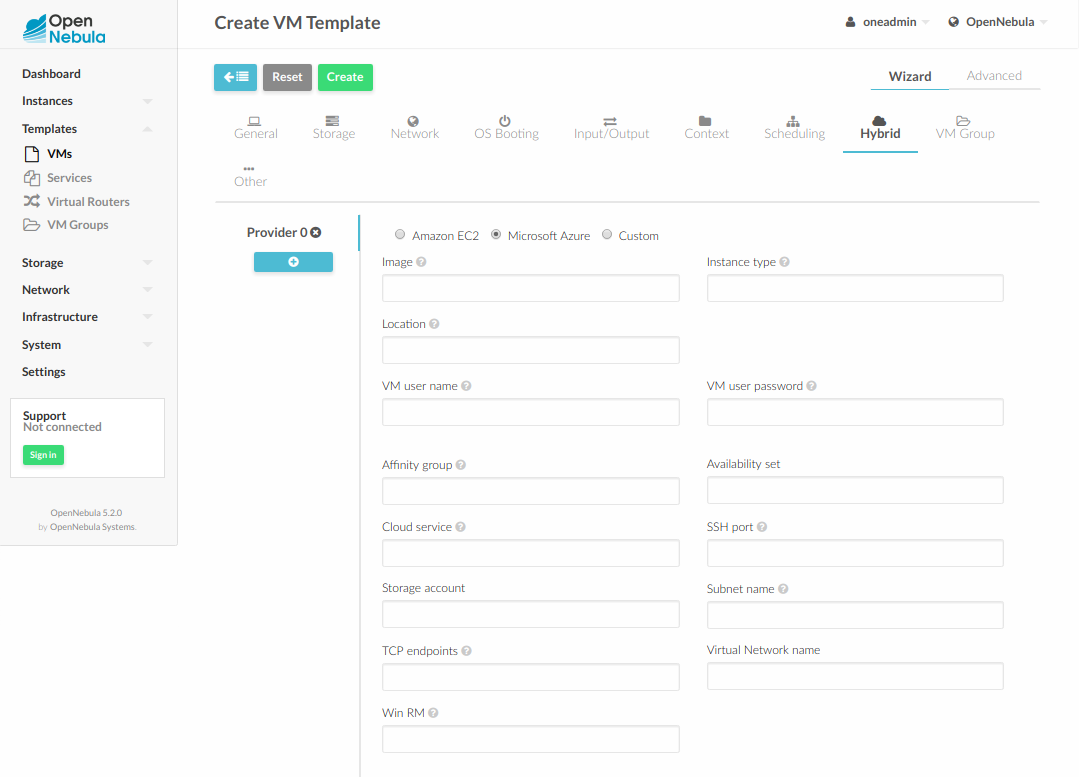 Open
Nebula
Create VM Template
oneadmin
OpenNebula
Dashboard
Instances
Templates
VMs
Services
Virtual Routers
VM Groups
Storage
Network
Infrastructure
System
Settings
Support
Not connected
Sign in
OpenNebula 5.2.0
by OpenNebula Systems.
Reset
Create
Wizard
Advanced
General
Storage
Network
OS Booting
Input/Output
Context
Scheduling
Hybrid
VM Group
Other
Provider 0
Amazon EC2
Microsoft Azure
Custom
Image
Instance type
Location
VM user name
VM user password
Affinity group
Availability set
Cloud service
SSH port
Storage account
Subnet name
TCP endpoints
Virtual Network name
Win RM